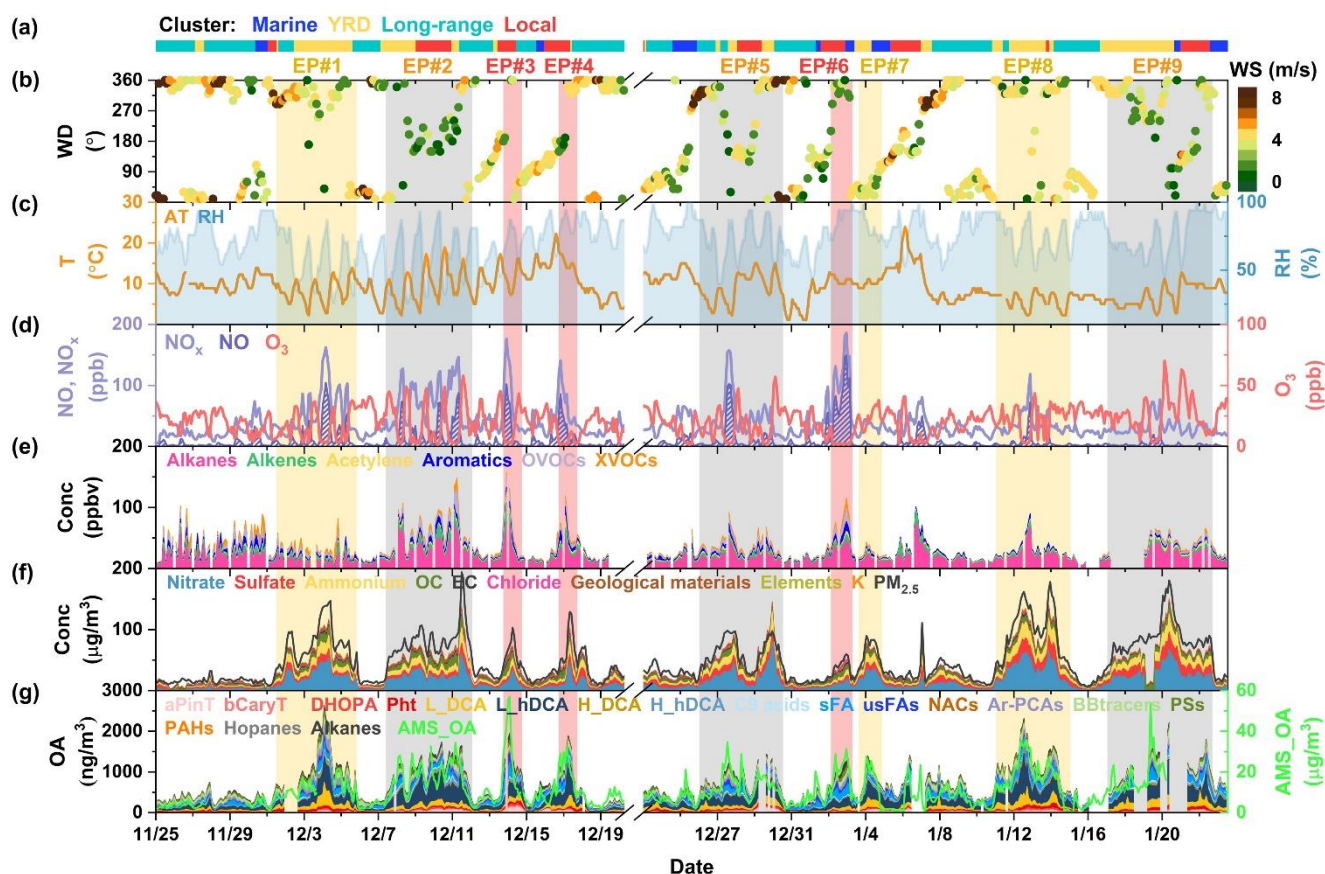 (a)
Cluster: Marine YRD Long-range Local
EP#1 EP#2 EP#3 EP#4 EP#5 EP#6 EP#7 EP#8 EP#9 WS (m/s)
(b)
360
270
180
90
WD
(°)
8
4
0
(c)
AT RH
30
20
10
T
(°C)
100
50
RH
(%)
(d)
NOx NO O3
200
100
NO, NOx
(ppb)
100
50
0
O3
(ppb)
(e)
Alkanes Alkenes Acetylene Aromatics OVOCs XVOCs
200
100
Conc
(ppbv)
(f)
Nitrate Sulfate Ammonium OC EC Chloride Geological materials Elements K PM2.5
200
100
Conc
(μg/m3)
(g)
aPinT bCaryT DHOPA Pht L_DCA L_hDCA H_DCA H_hDCA C9 acids sFA usFAs NACs Ar-PCAs BBtracers PSs
PAHs Hopanes Alkanes AMS_OA
3000
2000
1000
0
OA
(ng/m3)
60
40
20
0
AMS_OA
(μg/m3)
11/25 11/29 12/3 12/7 12/11 12/15 12/19 12/27 12/31 1/4 1/8 1/12 1/16 1/20
Date